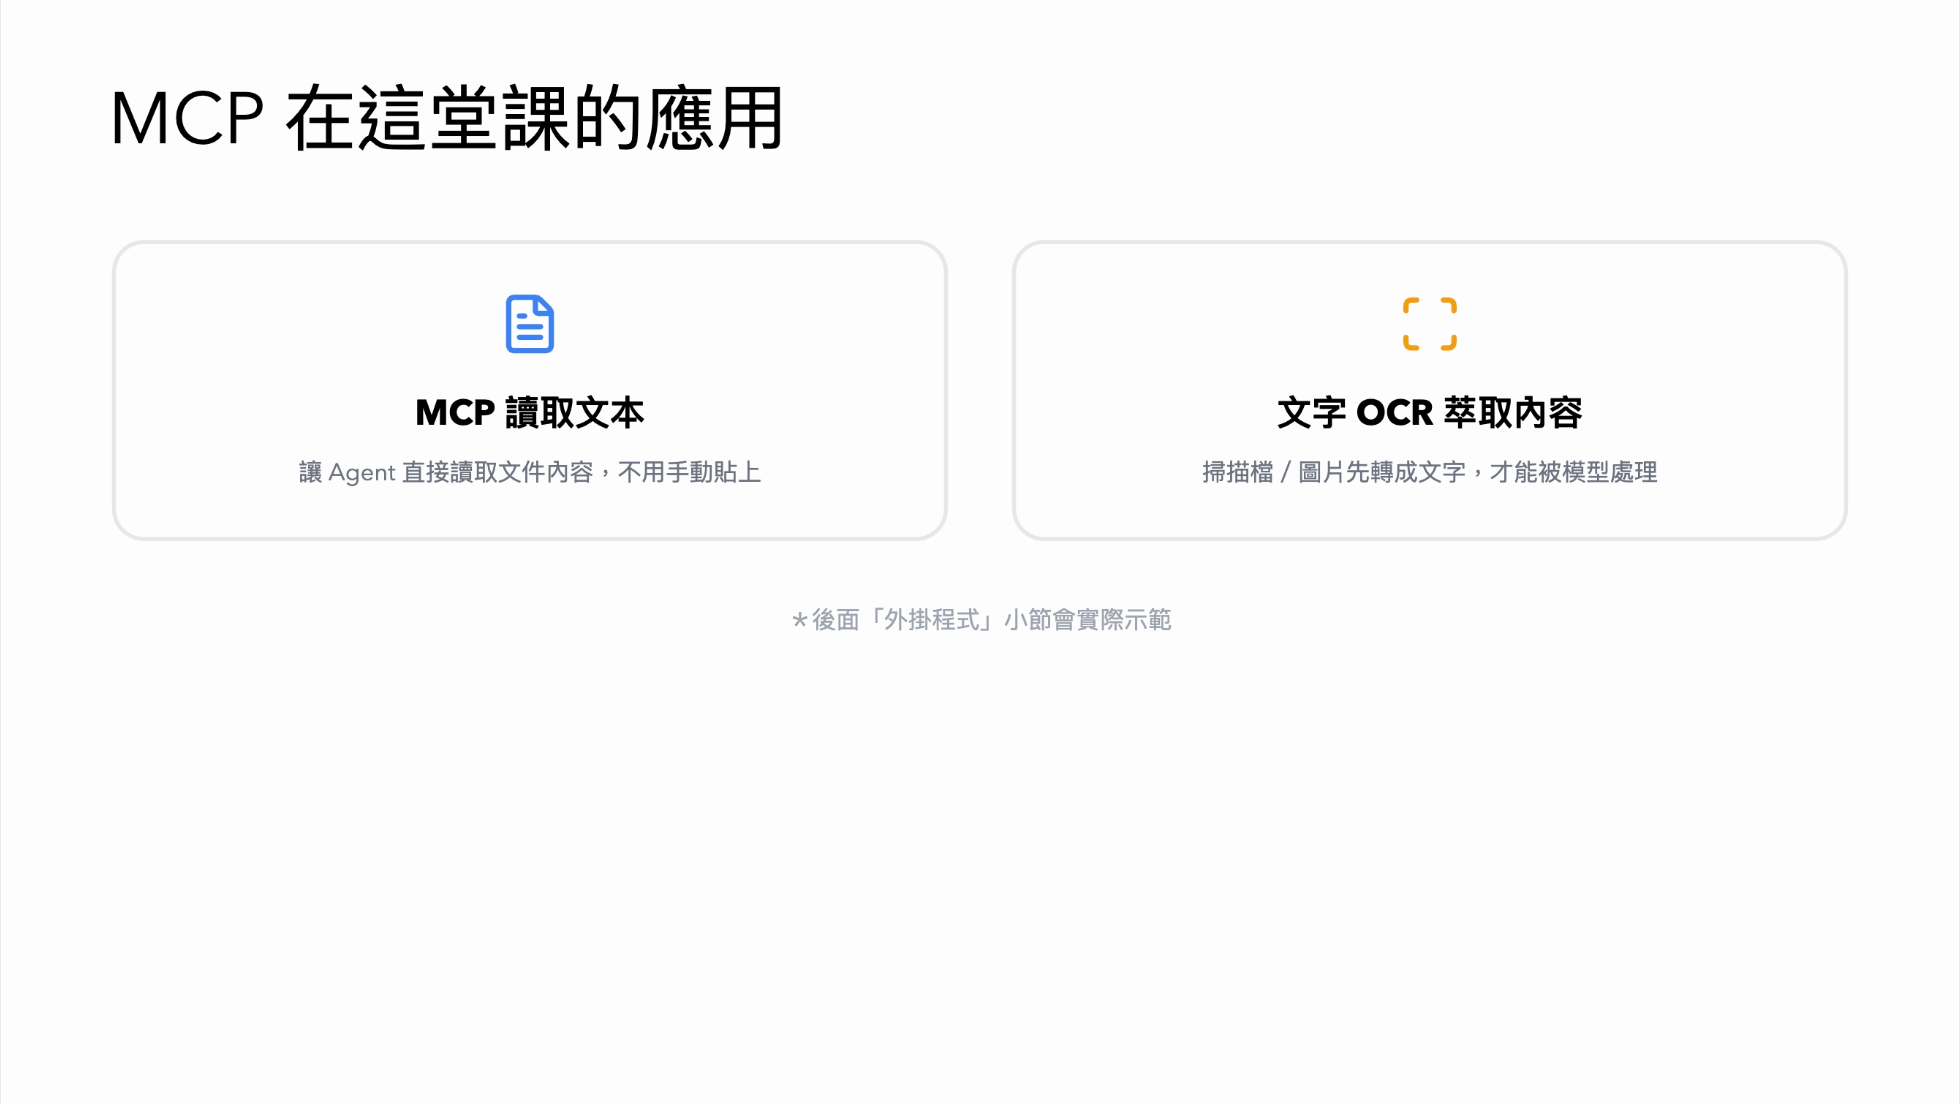 MCP 在這堂課的應用
MCP 讀取文本
讓 Agent 直接讀取文件內容，不用手動貼上
文字 OCR 萃取內容
掃描檔 / 圖片先轉成文字，才能被模型處理
*後面「外掛程式」小節會實際示範